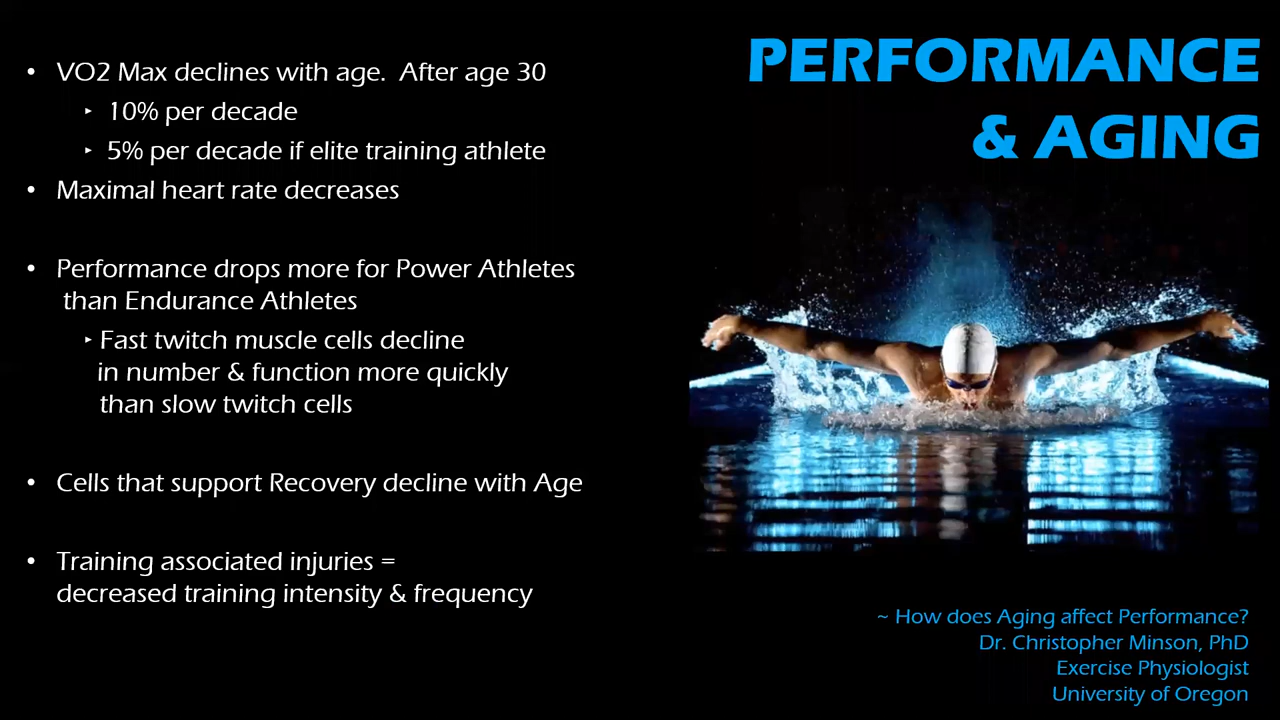 PERFORMANCE
& AGING
• VO2 Max declines with age.  After age 30
‣ 10% per decade
‣ 5% per decade if elite training athlete
• Maximal heart rate decreases
• Performance drops more for Power Athletes
than Endurance Athletes
‣ Fast twitch muscle cells decline
in number & function more quickly
than slow twitch cells
• Cells that support Recovery decline with Age
• Training associated injuries =
decreased training intensity & frequency
~ How does Aging affect Performance?
Dr. Christopher Minson, PhD
Exercise Physiologist
University of Oregon